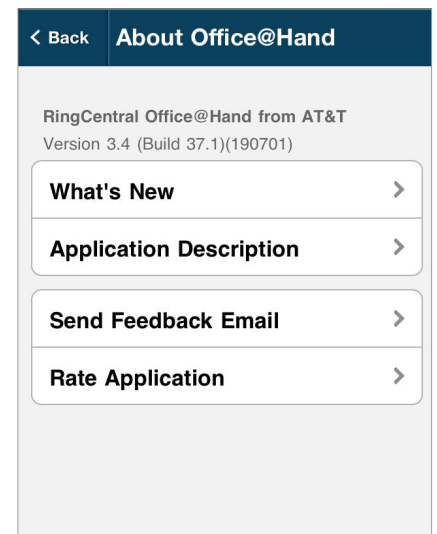 Back
About Office@Hand
RingCentral Office@Hand from AT&T
Version 3.4 (Build 37.1)(190701)
What's New
Application Description
Send Feedback Email
Rate Application